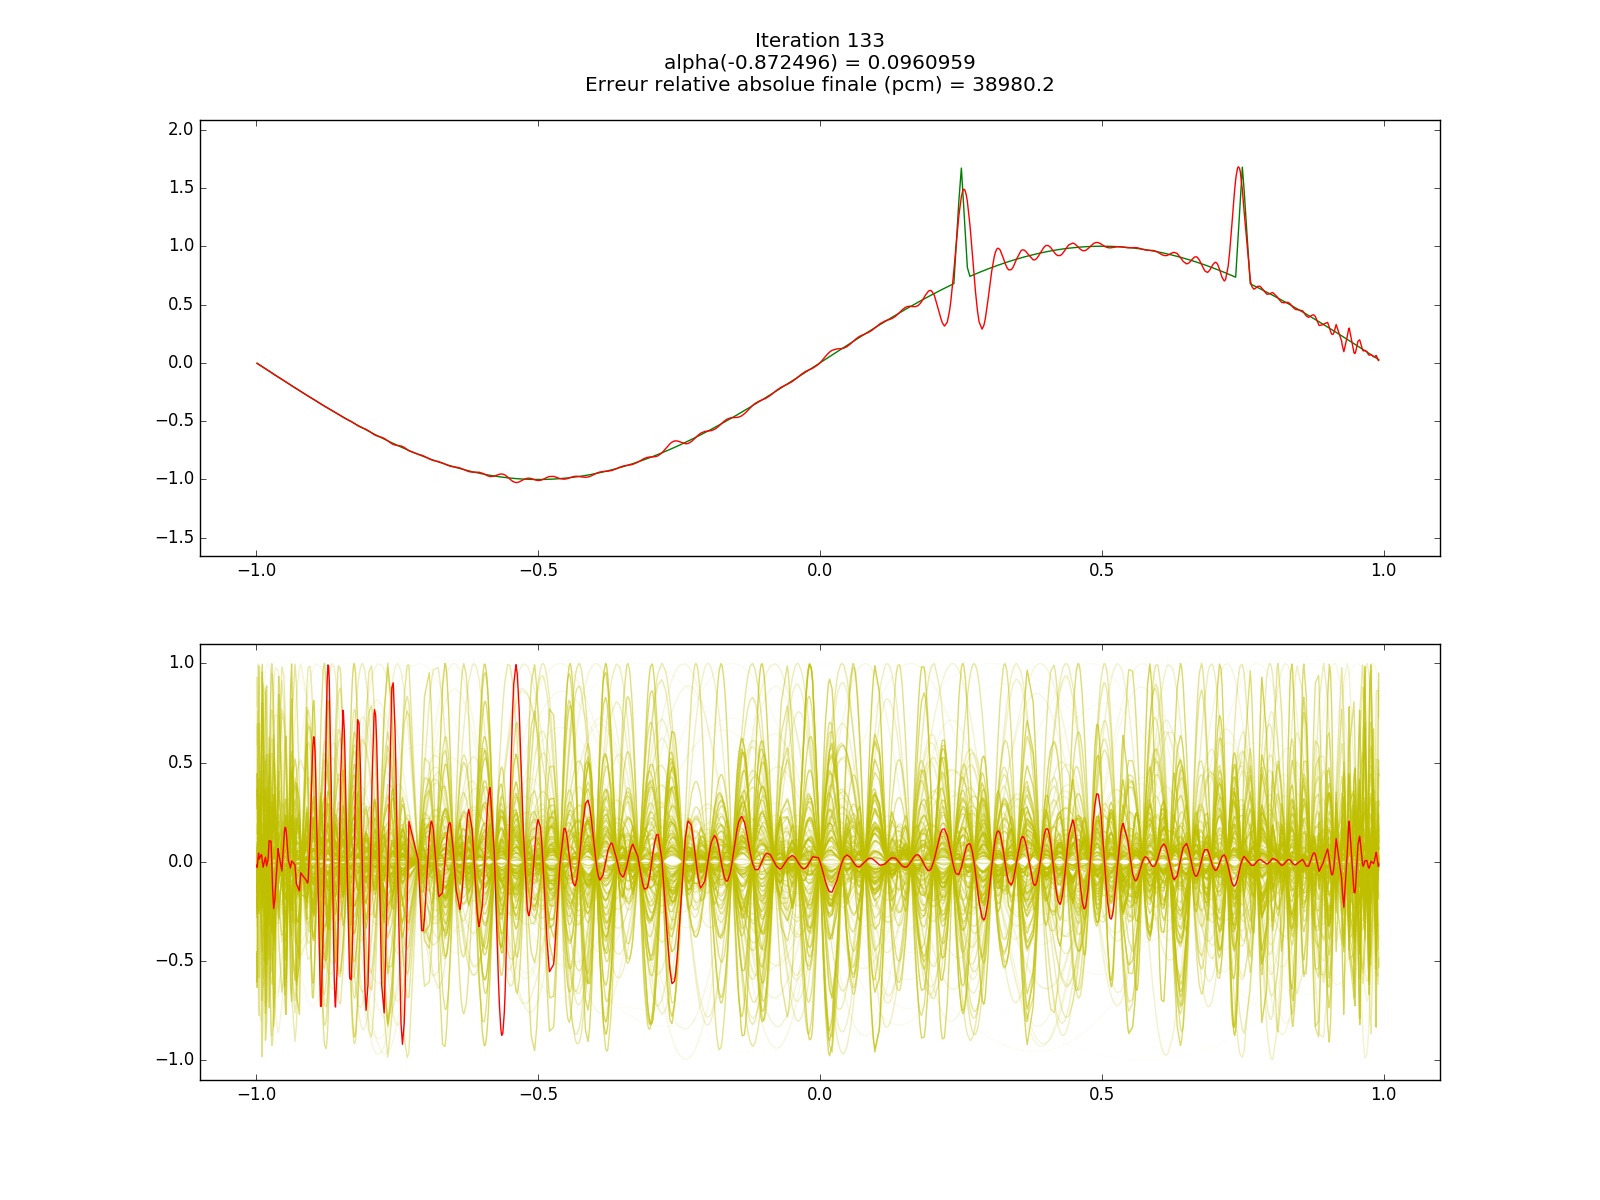 Iteration 133
alpha(-0.872496) = 0.0960959
Erreur relative absolue finale (pcm) = 38980.2
2.0
1.5
1.0
0.5
0.0
−0.5
−1.0
−1.5
−1.0 −0.5 0.0 0.5 1.0
1.0
0.5
0.0
−0.5
−1.0
−1.0 −0.5 0.0 0.5 1.0